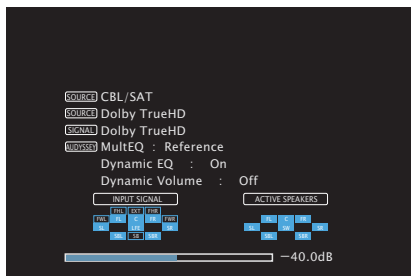 SOURCE CBL/SAT
SOURCE Dolby TrueHD
SIGNAL Dolby TrueHD
AUDYSSEY MultEQ : Reference
Dynamic EQ : On
Dynamic Volume : Off
INPUT SIGNAL ACTIVE SPEAKERS
FHL EXT FHR
FWL FL C FR FWR FL C FR
SL LFE SR SL SW SR
SBL SB SBR SBL SBR
−40.0dB